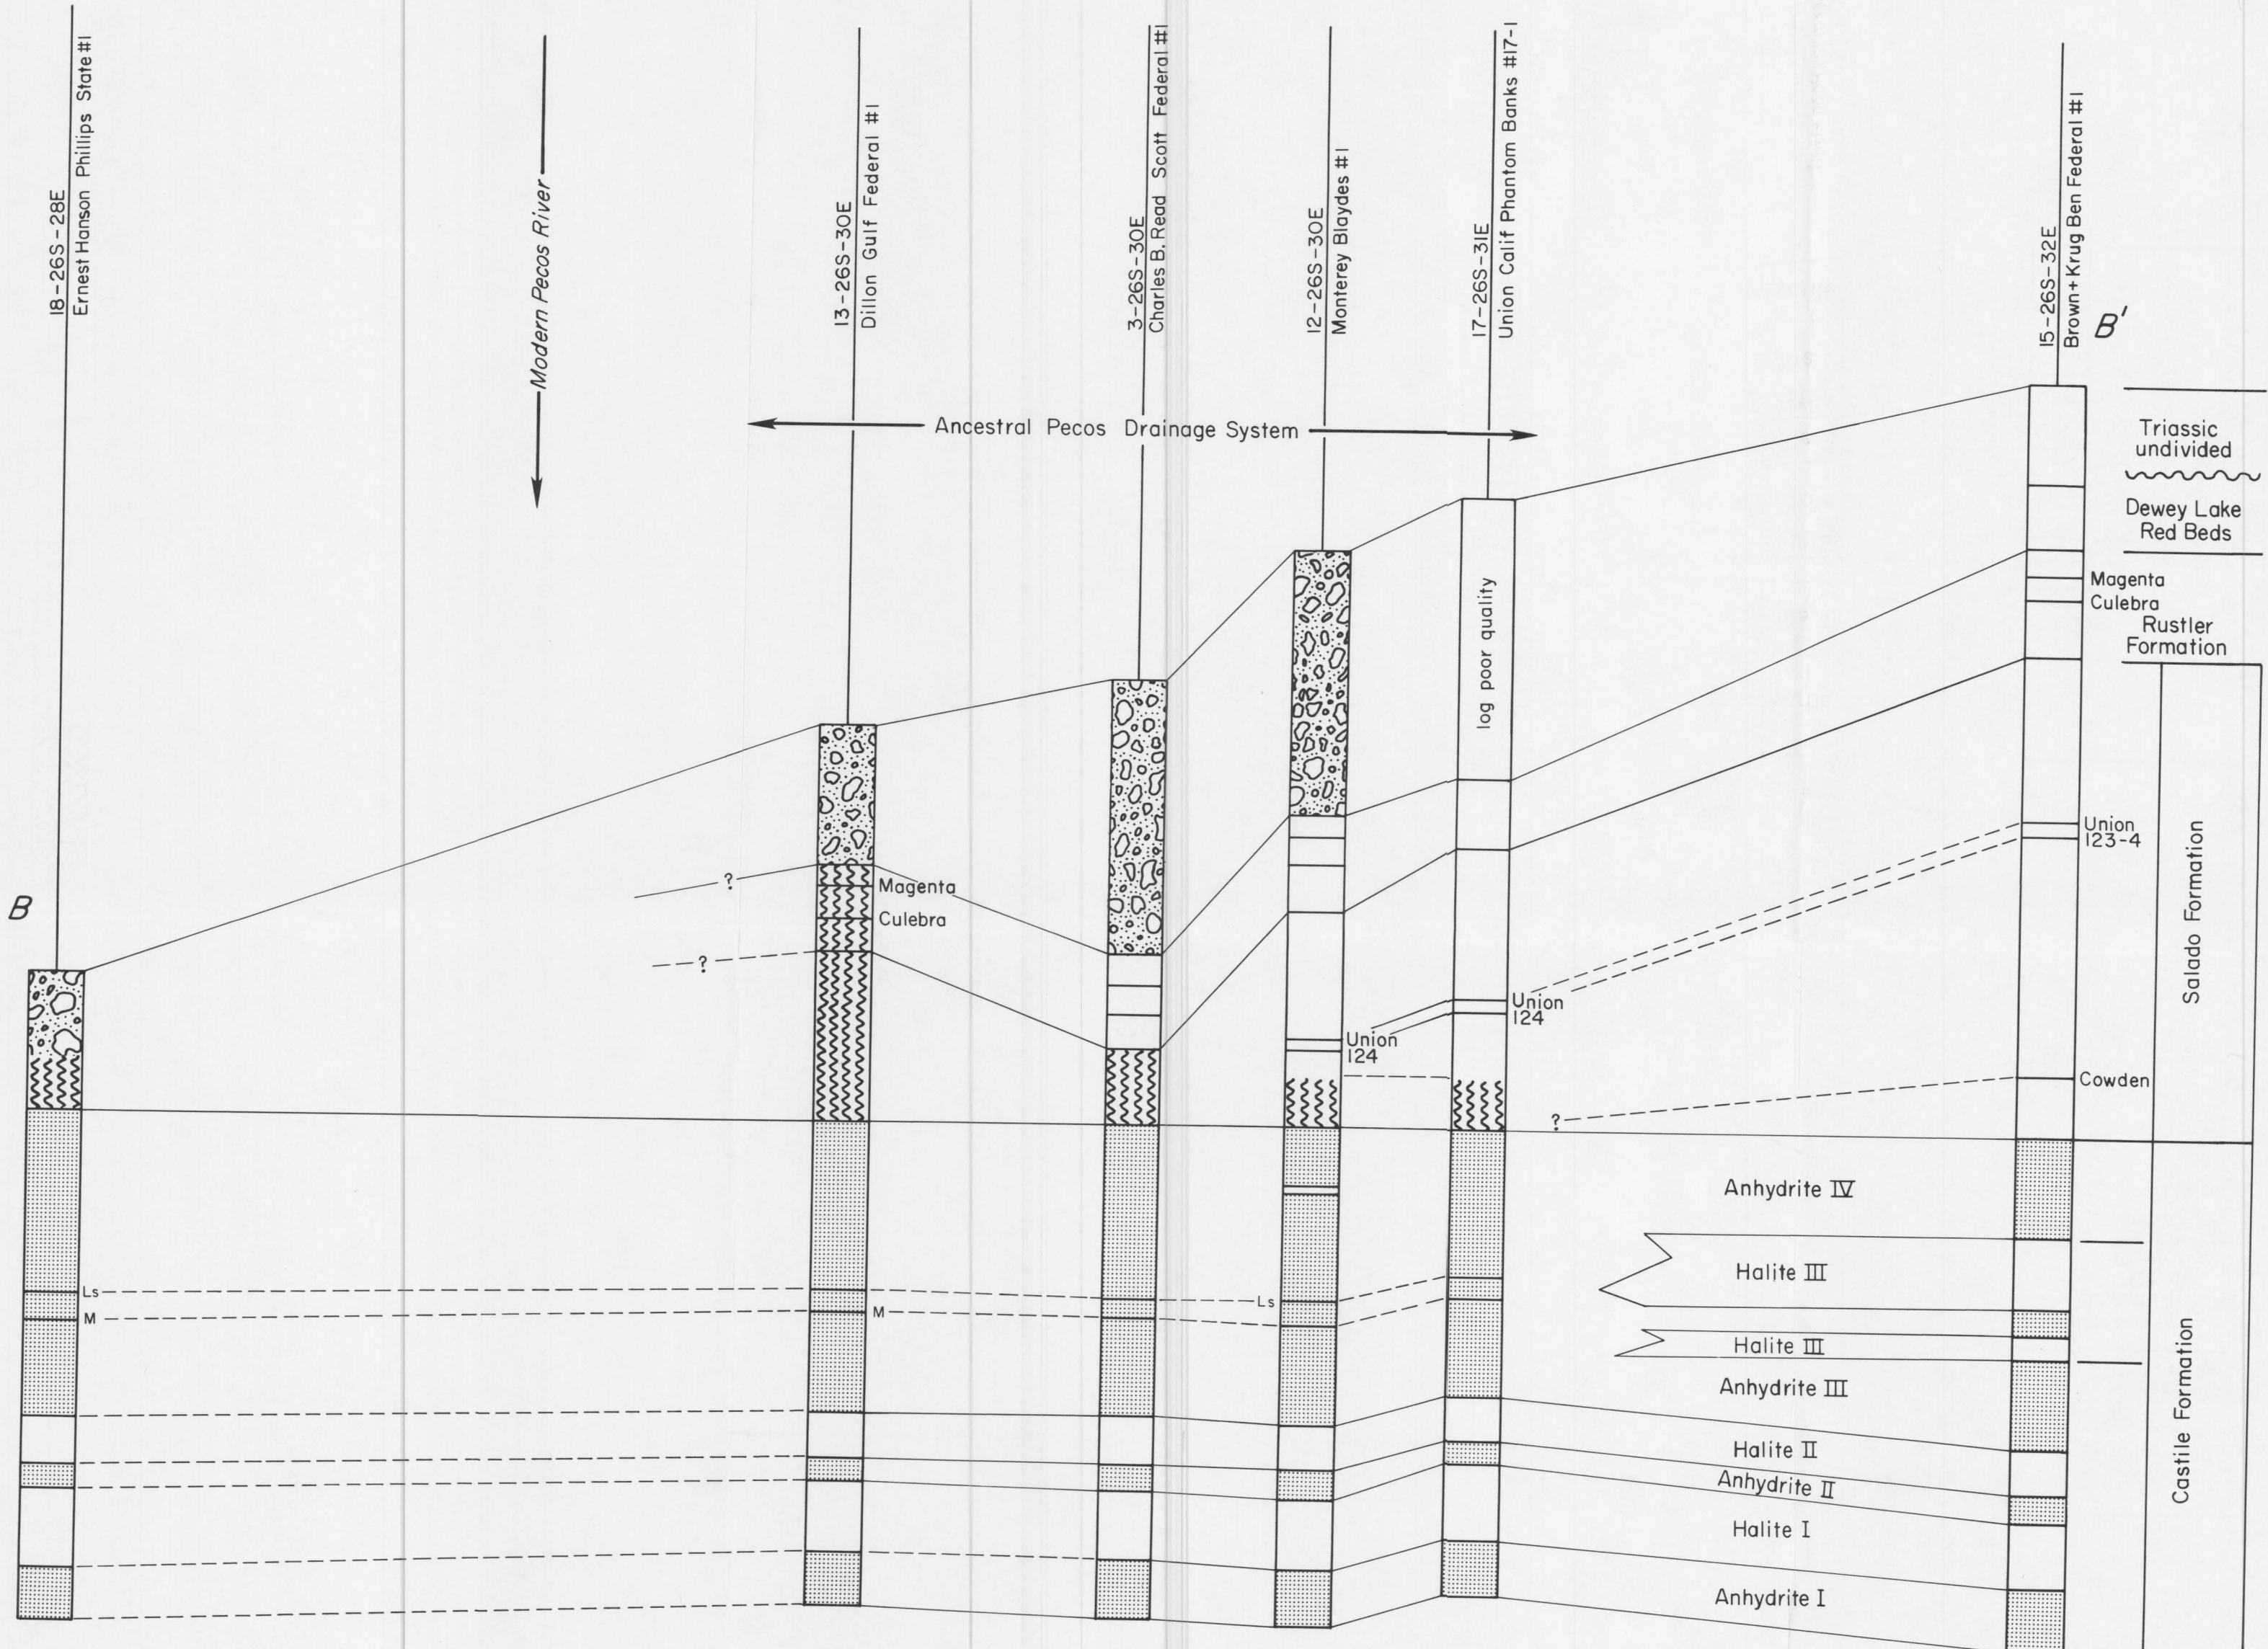 18-26S-28E
Ernest Hanson Phillips State #1
Modern Pecos River
13-26S-30E
Dillon Gulf Federal #1
3-26S-30E
Charles B. Read Scott Federal #1
12-26S-30E
Monterey Blaydes #1
17-26S-31E
Union Calif Phantom Banks #17-1
15-26S-32E
Brown + Krug Ben Federal #1
B'
Ancestral Pecos Drainage System
Triassic
undivided
Dewey Lake
Red Beds
Magenta
Culebra
Rustler
Formation
log poor quality
Union
123-4
Salado Formation
B
?
Magenta
Culebra
?
Union
124
Union
124
Cowden
?
Anhydrite IV
Halite III
Ls
M
M
Ls
Halite III
Anhydrite III
Castile Formation
Halite II
Anhydrite II
Halite I
Anhydrite I